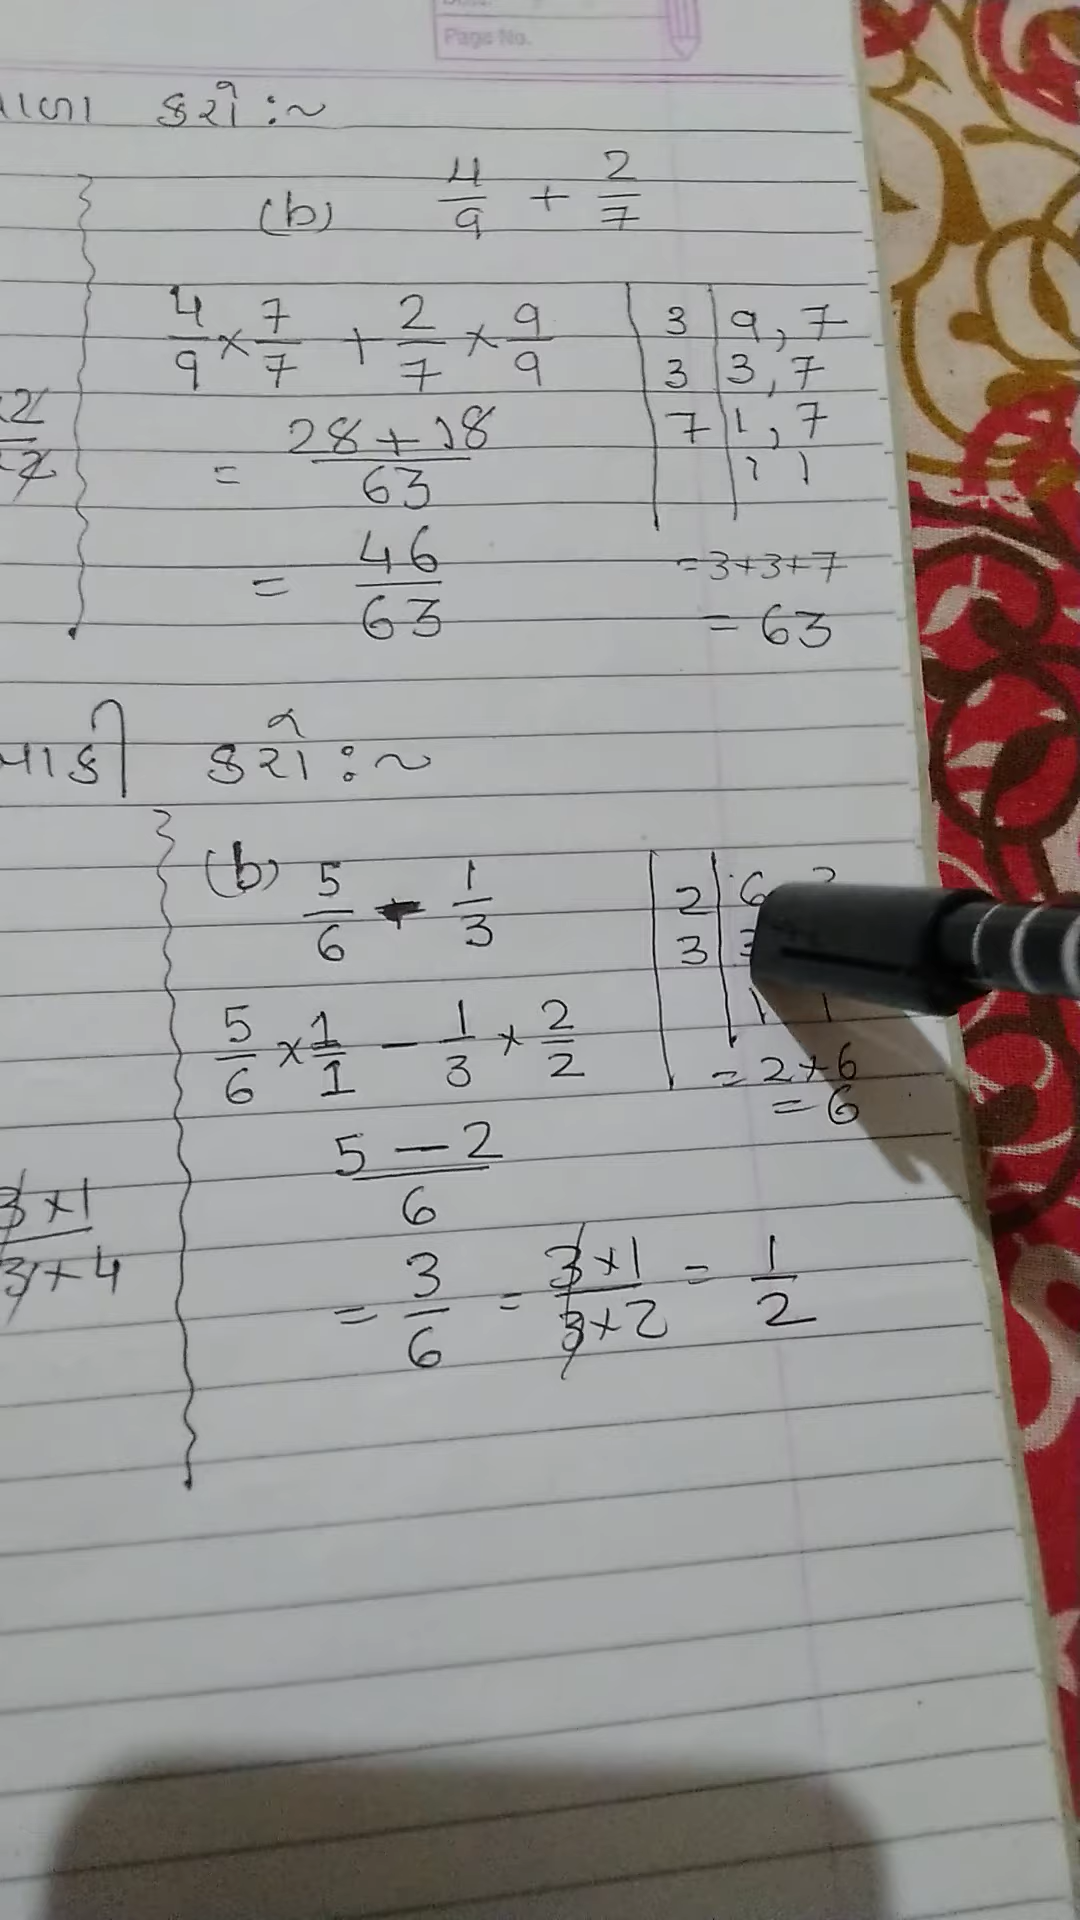 Page No.
કરો :~
(b) 4/9 + 2/7
4/9 × 7/7 + 2/7 × 9/9
= 28 + 18 / 63
= 46/63
3 | 9, 7
3 | 3, 7
7 | 1, 7
1 1
= 3 + 3 + 7
= 63
બાકી કરો :~
(b) 5/6 - 1/3
5/6 × 1/1 - 1/3 × 2/2
5 - 2 / 6
= 3/6 = 3 × 1 / 3 × 2 = 1/2
2 | 6
3 | 3
1 1
= 2 × 6
= 6
3 × 1
3 × 4